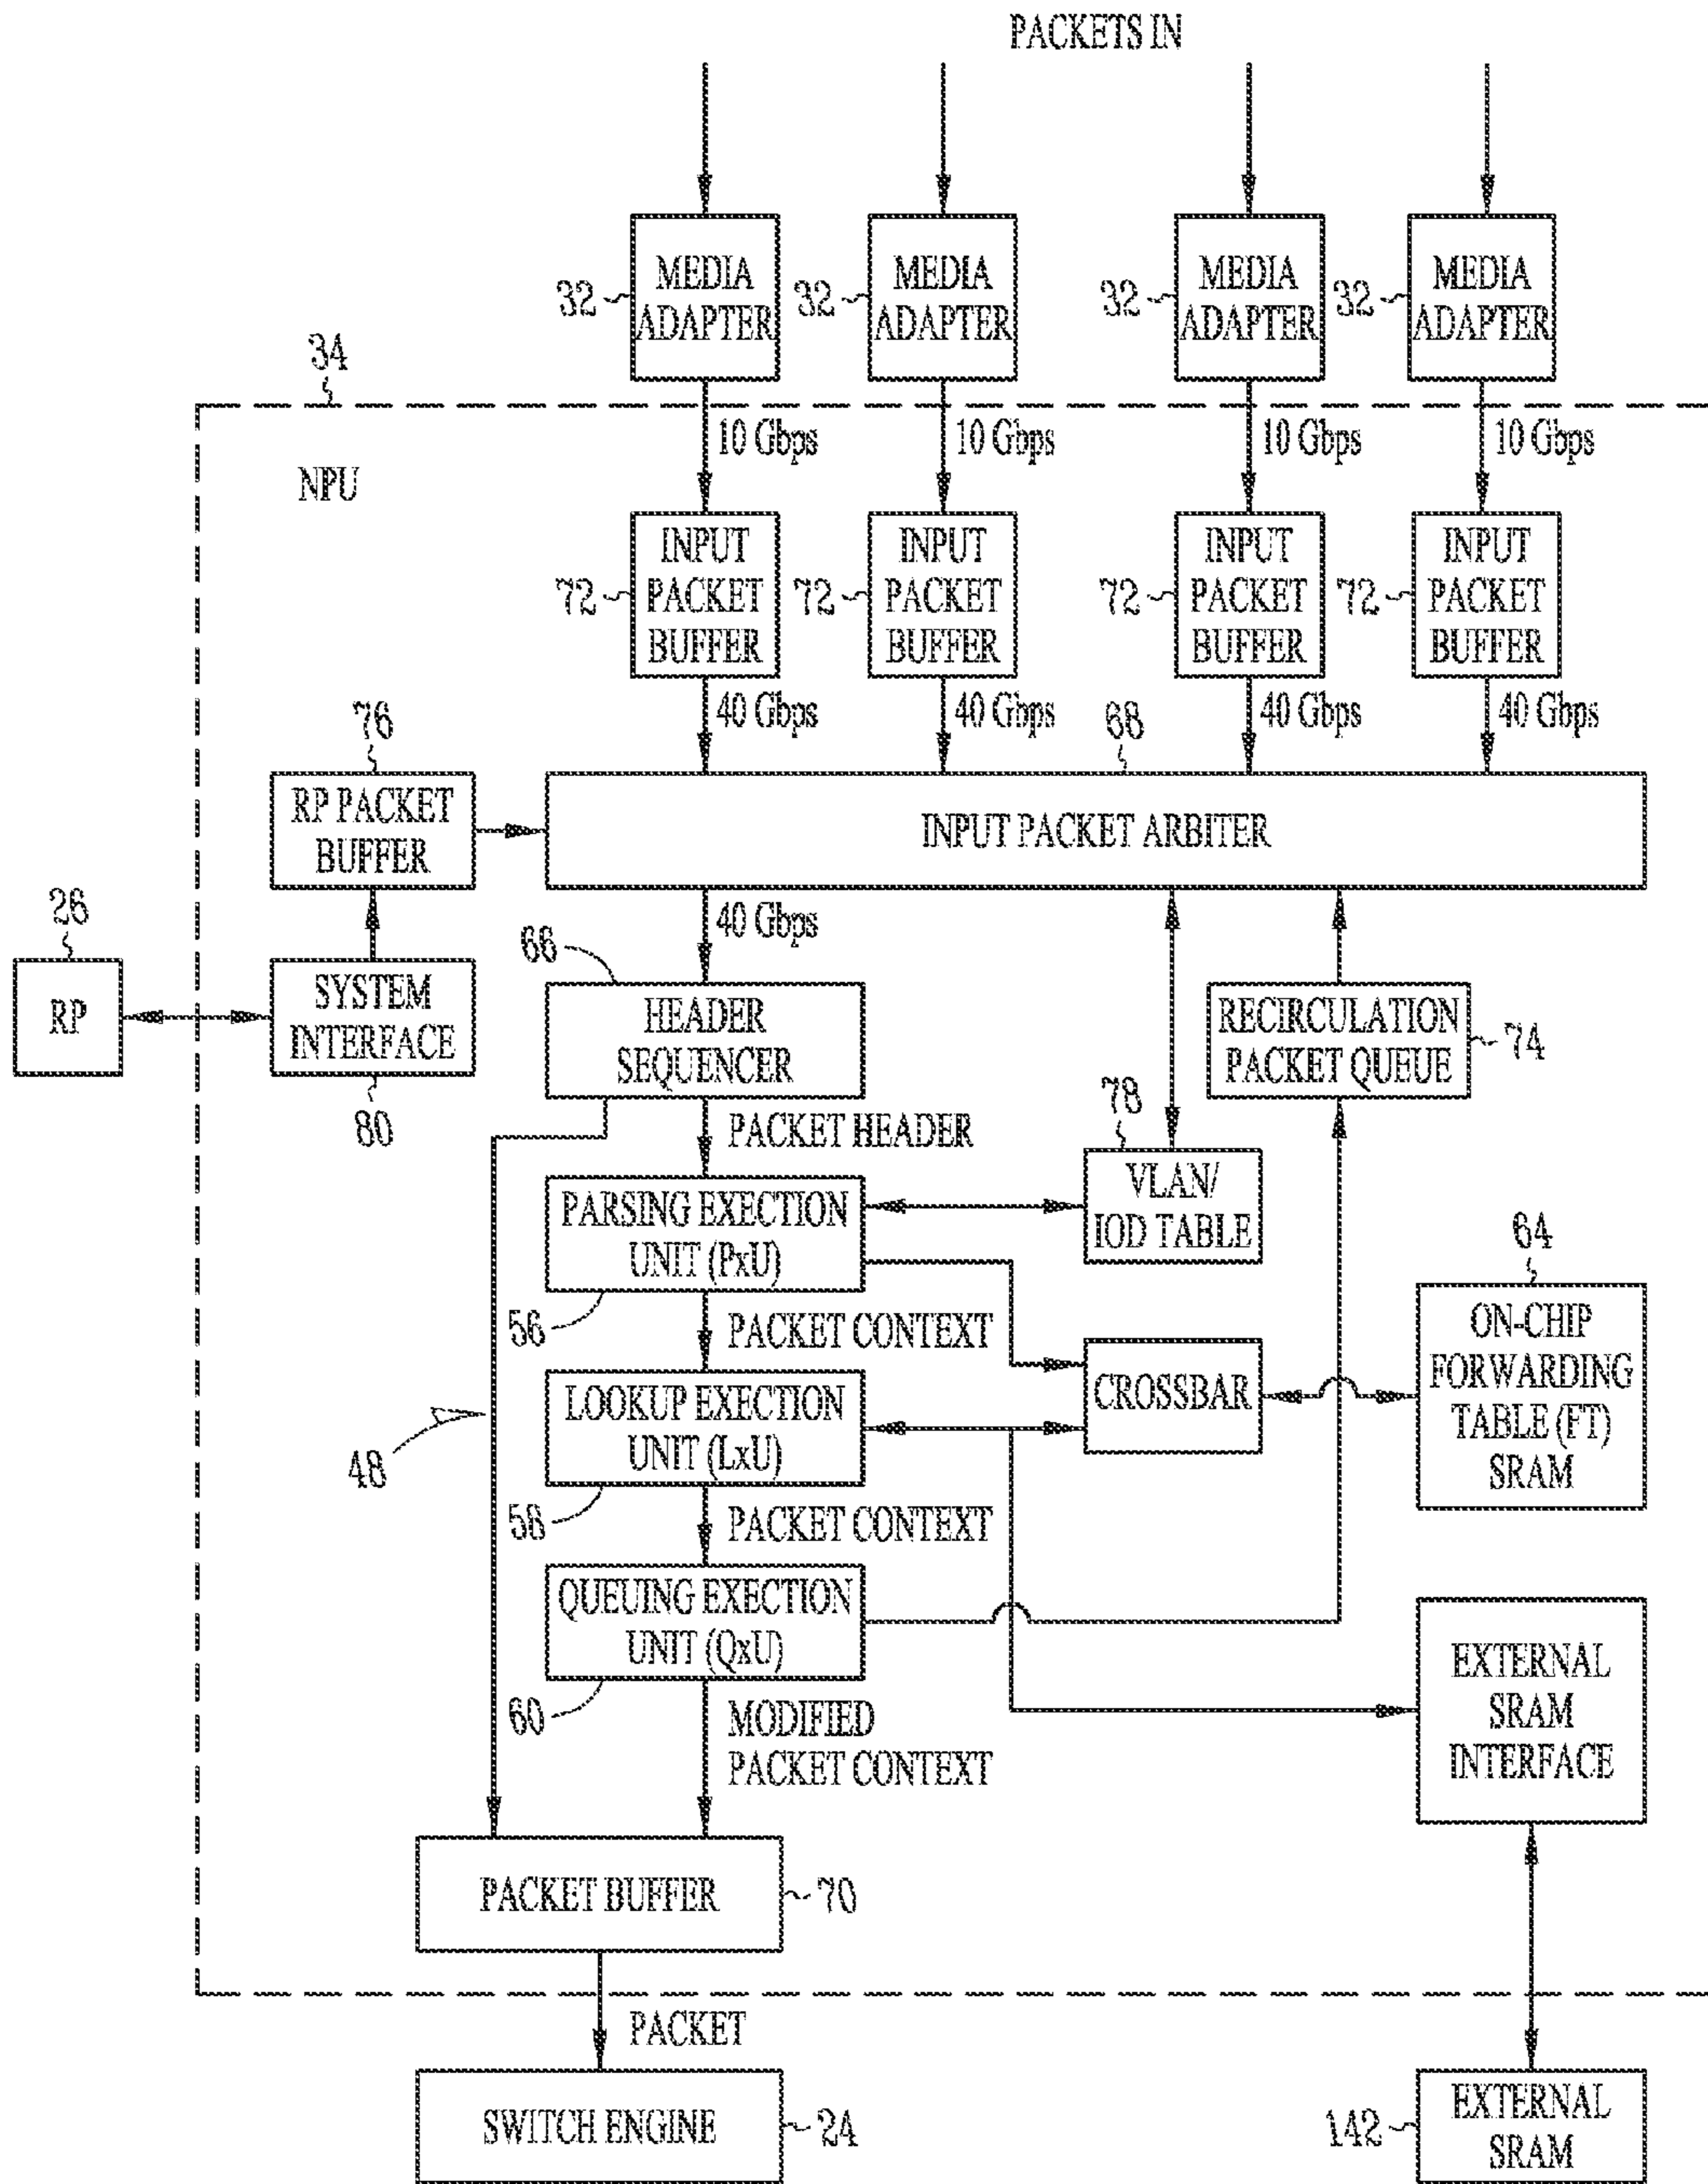 PACKETS IN
MEDIA
ADAPTER
32
MEDIA
ADAPTER
32
MEDIA
ADAPTER
32
MEDIA
ADAPTER
32
34
10 Gbps
10 Gbps
10 Gbps
10 Gbps
NPU
INPUT
PACKET
BUFFER
72
INPUT
PACKET
BUFFER
72
INPUT
PACKET
BUFFER
72
INPUT
PACKET
BUFFER
72
40 Gbps
40 Gbps
40 Gbps
40 Gbps
76
68
RP PACKET
BUFFER
INPUT PACKET ARBITER
26
RP
40 Gbps
66
SYSTEM
INTERFACE
80
HEADER
SEQUENCER
RECIRCULATION
PACKET QUEUE
74
PACKET HEADER
78
VLAN/
IOD TABLE
PARSING EXECTION
UNIT (PxU)
56
64
ON-CHIP
FORWARDING
TABLE (FT)
SRAM
PACKET CONTEXT
CROSSBAR
LOOKUP EXECTION
UNIT (LxU)
48
58
PACKET CONTEXT
QUEUING EXECTION
UNIT (QxU)
60
EXTERNAL
SRAM
INTERFACE
MODIFIED
PACKET CONTEXT
PACKET BUFFER
70
PACKET
SWITCH ENGINE
24
142
EXTERNAL
SRAM